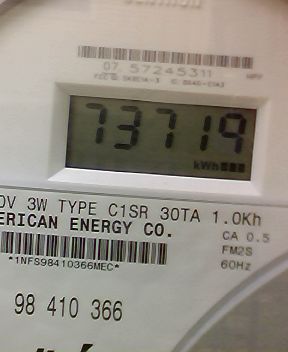 07 57245311
73719
kWh
0V 3W TYPE C1SR 30TA 1.0Kh
ERICAN ENERGY CO.
CA 0.5
FM2S
60Hz
*1NFS98410366MEC*
98 410 366